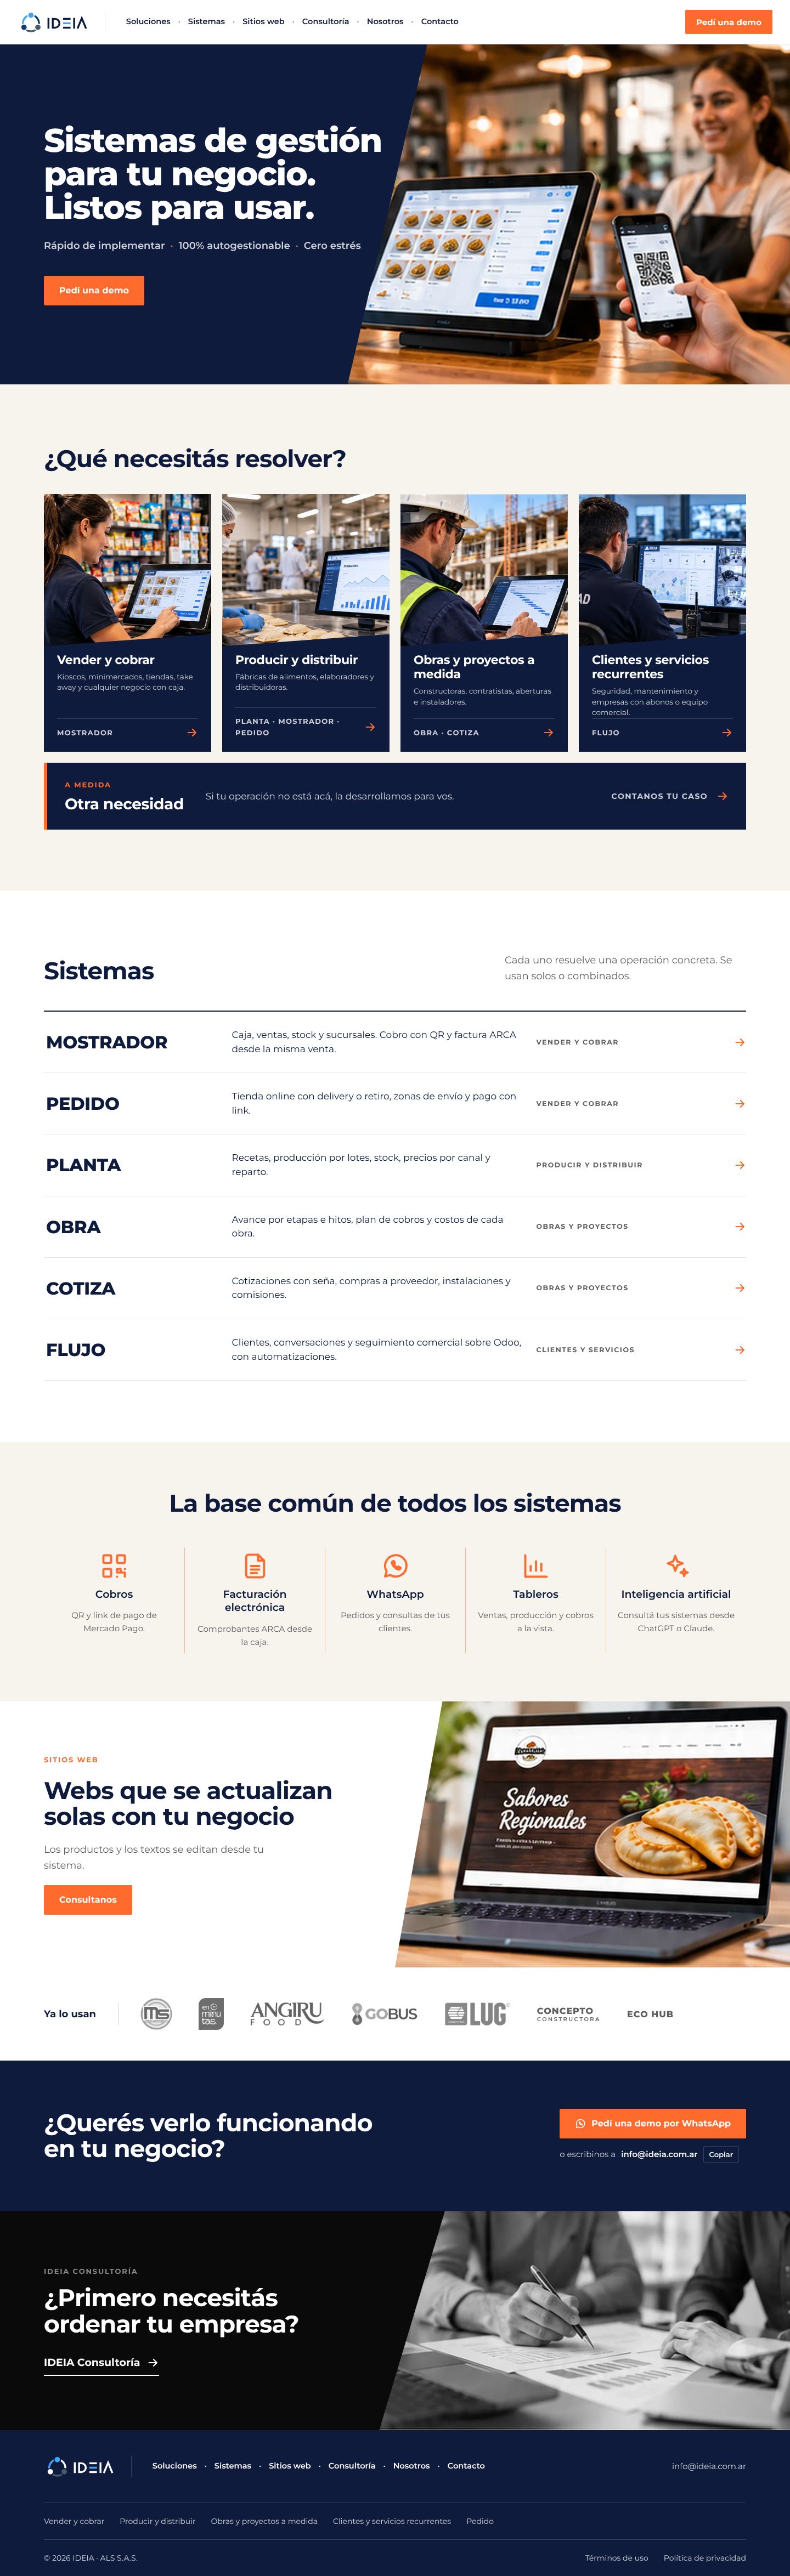 IDEIA
Soluciones · Sistemas · Sitios web · Consultoría · Nosotros · Contacto
Pedí una demo
Sistemas de gestión
para tu negocio.
Listos para usar.
Rápido de implementar · 100% autogestionable · Cero estrés
Pedí una demo
¿Qué necesitás resolver?
Vender y cobrar
Kioscos, minimercados, tiendas, take
away y cualquier negocio con caja.
MOSTRADOR
Producir y distribuir
Fábricas de alimentos, elaboradores y
distribuidoras.
PLANTA · MOSTRADOR ·
PEDIDO
Obras y proyectos a
medida
Constructoras, contratistas, aberturas
e instaladores.
OBRA · COTIZA
Clientes y servicios
recurrentes
Seguridad, mantenimiento y
empresas con abonos o equipo
comercial.
FLUJO
A MEDIDA
Otra necesidad
Si tu operación no está acá, la desarrollamos para vos.
CONTANOS TU CASO
Sistemas
Cada uno resuelve una operación concreta. Se
usan solos o combinados.
MOSTRADOR
Caja, ventas, stock y sucursales. Cobro con QR y factura ARCA
desde la misma venta.
VENDER Y COBRAR
PEDIDO
Tienda online con delivery o retiro, zonas de envío y pago con
link.
VENDER Y COBRAR
PLANTA
Recetas, producción por lotes, stock, precios por canal y
reparto.
PRODUCIR Y DISTRIBUIR
OBRA
Avance por etapas e hitos, plan de cobros y costos de cada
obra.
OBRAS Y PROYECTOS
COTIZA
Cotizaciones con seña, compras a proveedor, instalaciones y
comisiones.
OBRAS Y PROYECTOS
FLUJO
Clientes, conversaciones y seguimiento comercial sobre Odoo,
con automatizaciones.
CLIENTES Y SERVICIOS
La base común de todos los sistemas
Cobros
QR y link de pago de
Mercado Pago.
Facturación
electrónica
Comprobantes ARCA desde
la caja.
WhatsApp
Pedidos y consultas de tus
clientes.
Tableros
Ventas, producción y cobros
a la vista.
Inteligencia artificial
Consultá tus sistemas desde
ChatGPT o Claude.
SITIOS WEB
Webs que se actualizan
solas con tu negocio
Los productos y los textos se editan desde tu
sistema.
Consultanos
Sabores
Regionales
Ya lo usan
ms
en
minu
tas.
ANGIRU
FOOD
GOBUS
LUG
CONCEPTO
CONSTRUCTORA
ECO HUB
¿Querés verlo funcionando
en tu negocio?
Pedí una demo por WhatsApp
o escribinos a info@ideia.com.ar Copiar
IDEIA CONSULTORÍA
¿Primero necesitás
ordenar tu empresa?
IDEIA Consultoría
IDEIA
Soluciones · Sistemas · Sitios web · Consultoría · Nosotros · Contacto
info@ideia.com.ar
Vender y cobrar Producir y distribuir Obras y proyectos a medida Clientes y servicios recurrentes Pedido
© 2026 IDEIA · ALS S.A.S.
Términos de uso Política de privacidad